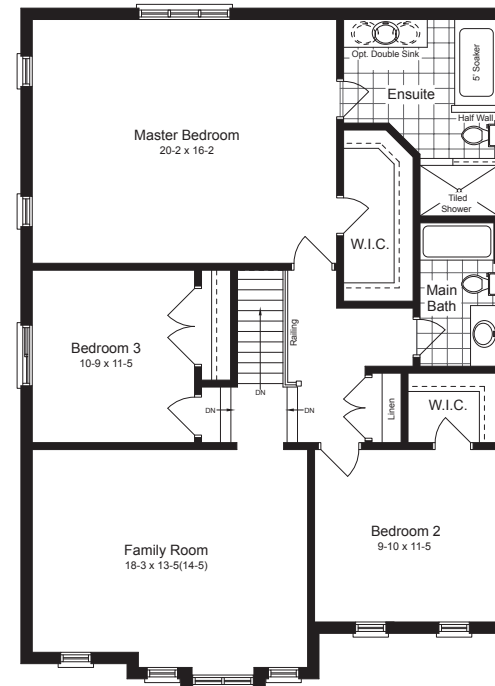 Opt. Double Sink
5' Soaker
Ensuite
Half Wall
Master Bedroom
20-2 x 16-2
Tiled
Shower
W.I.C.
Main
Bath
Bedroom 3
10-9 x 11-5
Railing
DN
DN
DN
Linen
W.I.C.
Bedroom 2
9-10 x 11-5
Family Room
18-3 x 13-5(14-5)